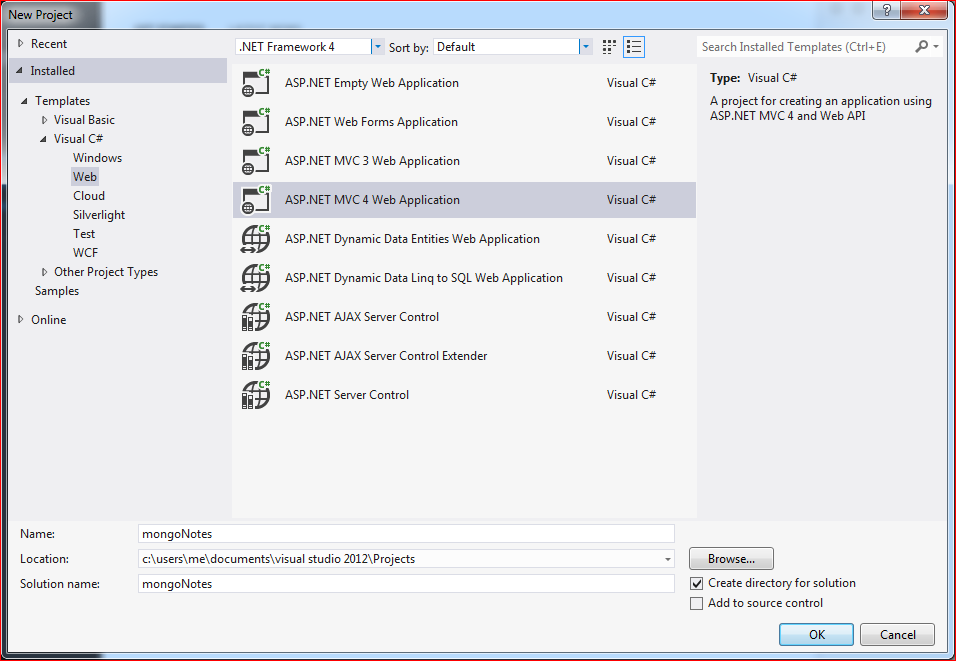 New Project
?
Recent
Installed
Templates
Visual Basic
Visual C#
Windows
Web
Cloud
Silverlight
Test
WCF
Other Project Types
Samples
Online
.NET Framework 4 Sort by: Default
C# ASP.NET Empty Web Application Visual C#
C# ASP.NET Web Forms Application Visual C#
C# ASP.NET MVC 3 Web Application Visual C#
C# ASP.NET MVC 4 Web Application Visual C#
C# ASP.NET Dynamic Data Entities Web Application Visual C#
C# ASP.NET Dynamic Data Linq to SQL Web Application Visual C#
C# ASP.NET AJAX Server Control Visual C#
C# ASP.NET AJAX Server Control Extender Visual C#
C# ASP.NET Server Control Visual C#
Search Installed Templates (Ctrl+E)
Type: Visual C#
A project for creating an application using
ASP.NET MVC 4 and Web API
Name: mongoNotes
Location: c:\users\me\documents\visual studio 2012\Projects Browse...
Solution name: mongoNotes
Create directory for solution
Add to source control
OK Cancel